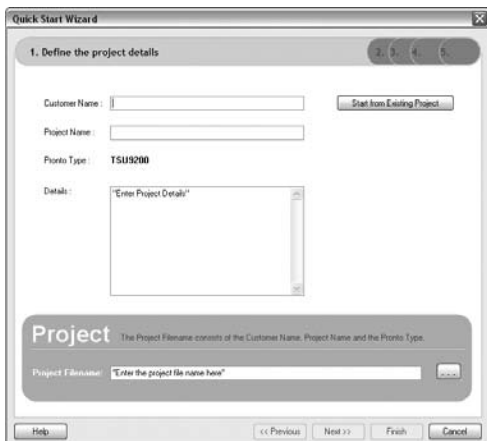 Quick Start Wizard
1. Define the project details
2. 3. 4. 5.
Customer Name :
Start from Existing Project
Project Name :
Pronto Type : TSU9200
Details : "Enter Project Details"
Project The Project Filename consists of the Customer Name, Project Name and the Pronto Type.
Project Filename: "Enter the project file name here" ...
Help << Previous Next >> Finish Cancel